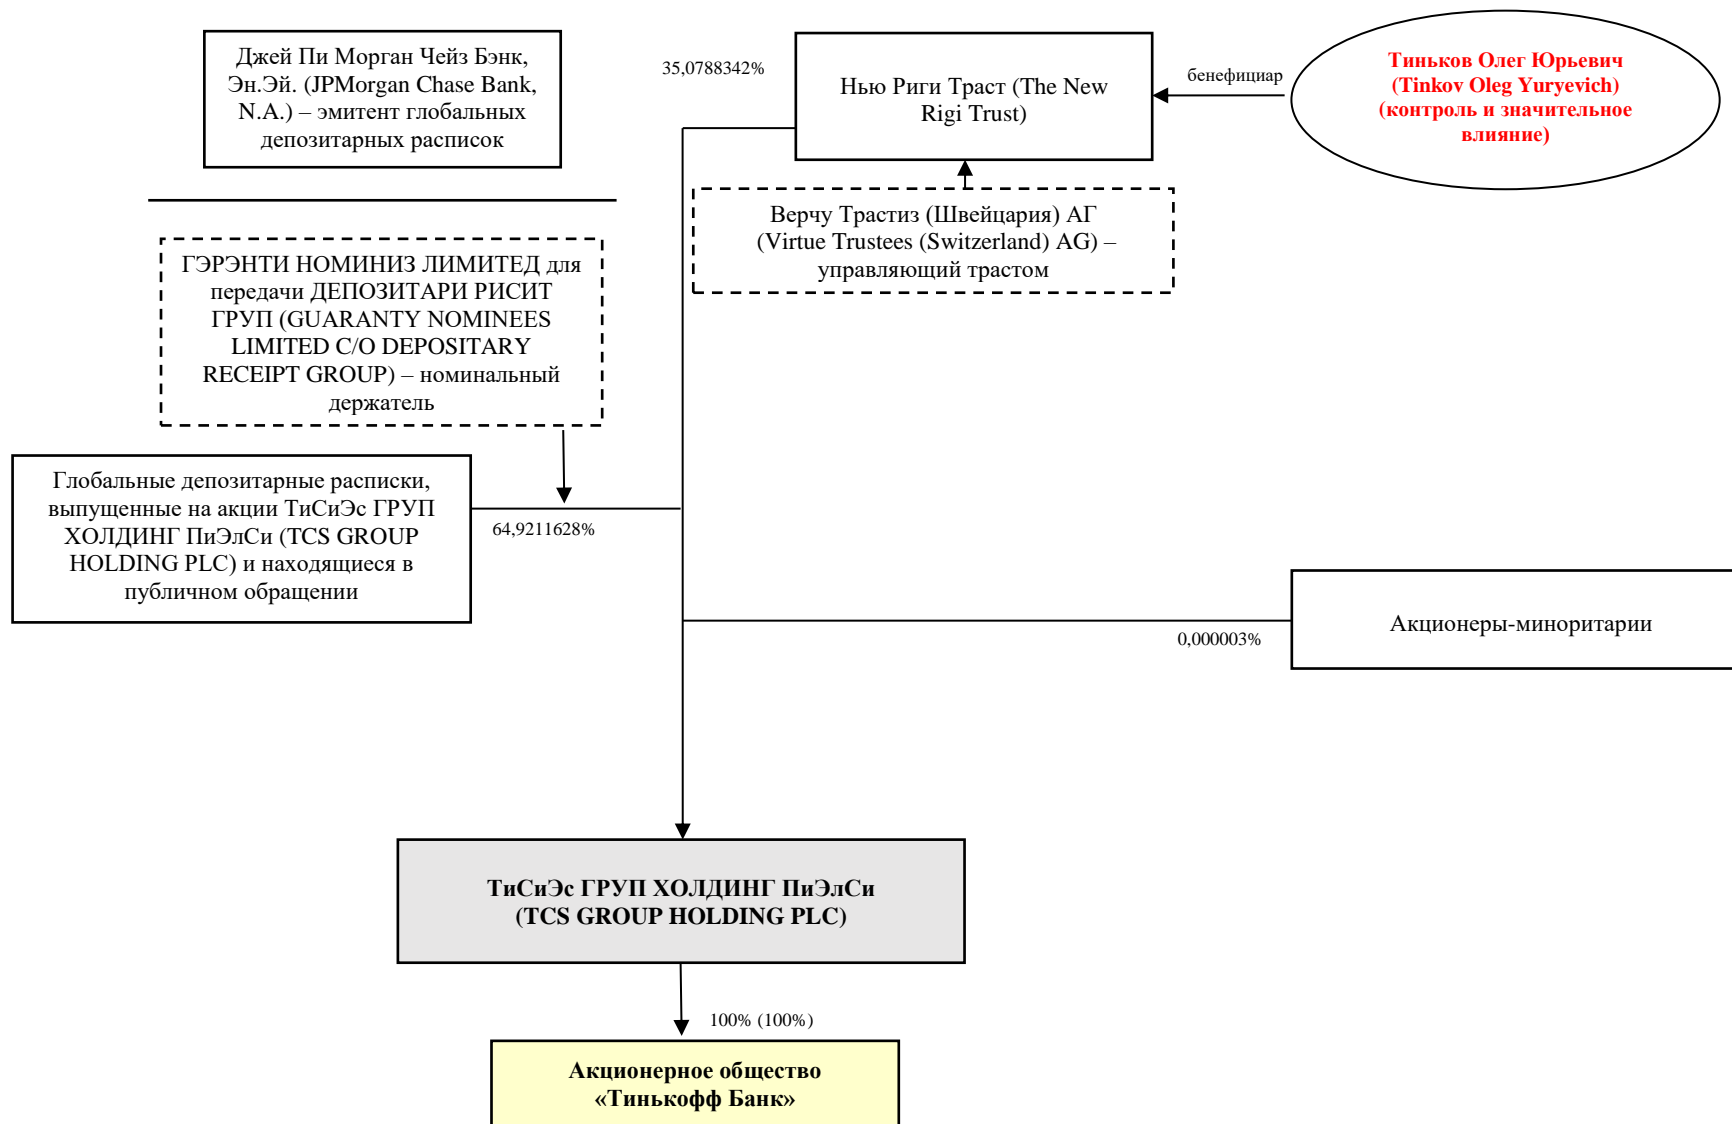 Джей Пи Морган Чейз Бэнк,
Эн.Эй. (JPMorgan Chase Bank,
N.A.) – эмитент глобальных
депозитарных расписок
35,0788342%
Нью Риги Траст (The New
Rigi Trust)
бенефициар
Тиньков Олег Юрьевич
(Tinkov Oleg Yuryevich)
(контроль и значительное
влияние)
Верчу Трастиз (Швейцария) АГ
(Virtue Trustees (Switzerland) AG) –
управляющий трастом
ГЭРЭНТИ НОМИНИЗ ЛИМИТЕД для
передачи ДЕПОЗИТАРИ РИСИТ
ГРУП (GUARANTY NOMINEES
LIMITED C/O DEPOSITARY
RECEIPT GROUP) – номинальный
держатель
Глобальные депозитарные расписки,
выпущенные на акции ТиСиЭс ГРУП
ХОЛДИНГ ПиЭлСи (TCS GROUP
HOLDING PLC) и находящиеся в
публичном обращении
64,9211628%
Акционеры-миноритарии
0,000003%
ТиСиЭс ГРУП ХОЛДИНГ ПиЭлСи
(TCS GROUP HOLDING PLC)
100% (100%)
Акционерное общество
«Тинькофф Банк»